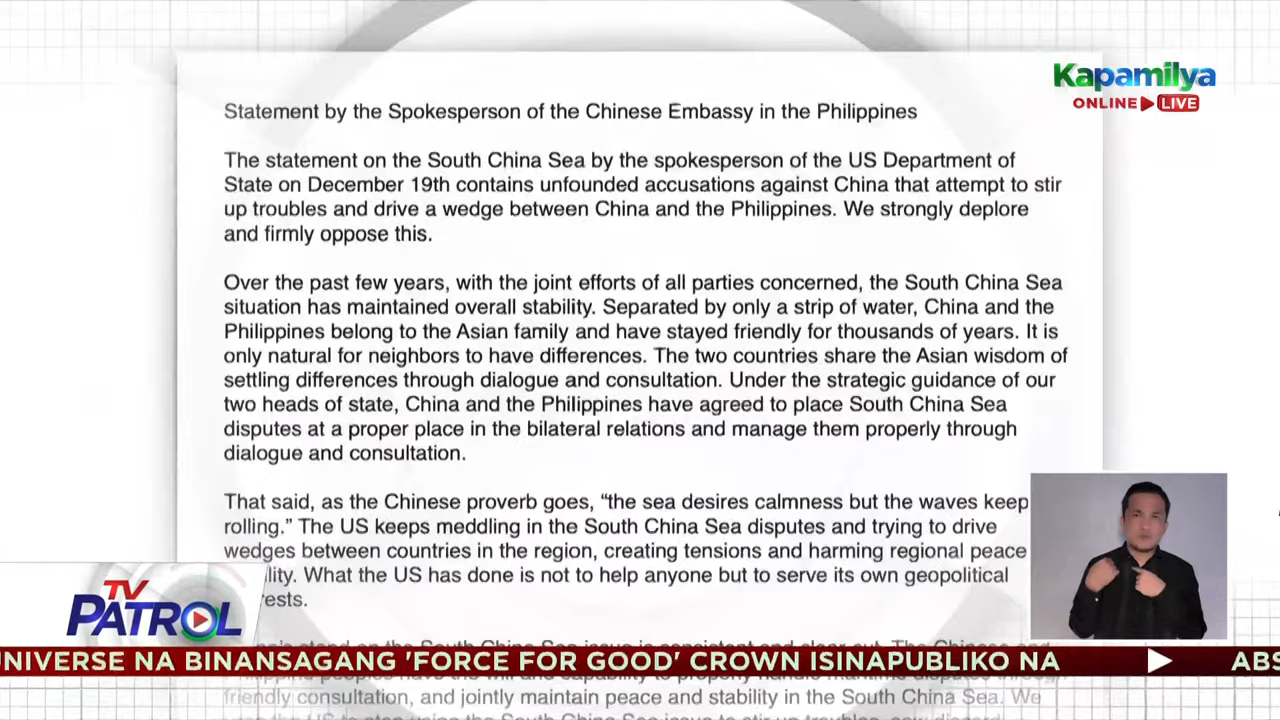 Kapamilya
ONLINE LIVE
Statement by the Spokesperson of the Chinese Embassy in the Philippines
The statement on the South China Sea by the spokesperson of the US Department of
State on December 19th contains unfounded accusations against China that attempt to stir
up troubles and drive a wedge between China and the Philippines. We strongly deplore
and firmly oppose this.
Over the past few years, with the joint efforts of all parties concerned, the South China Sea
situation has maintained overall stability. Separated by only a strip of water, China and the
Philippines belong to the Asian family and have stayed friendly for thousands of years. It is
only natural for neighbors to have differences. The two countries share the Asian wisdom of
settling differences through dialogue and consultation. Under the strategic guidance of our
two heads of state, China and the Philippines have agreed to place South China Sea
disputes at a proper place in the bilateral relations and manage them properly through
dialogue and consultation.
That said, as the Chinese proverb goes, “the sea desires calmness but the waves keep
rolling.” The US keeps meddling in the South China Sea disputes and trying to drive
wedges between countries in the region, creating tensions and harming regional peace
What the US has done is not to help anyone but to serve its own geopolitical
TV
PATROL
UNIVERSE NA BINANSAGANG 'FORCE FOR GOOD' CROWN ISINAPUBLIKO NA
ABS
friendly consultation, and jointly maintain peace and stability in the South China Sea. We